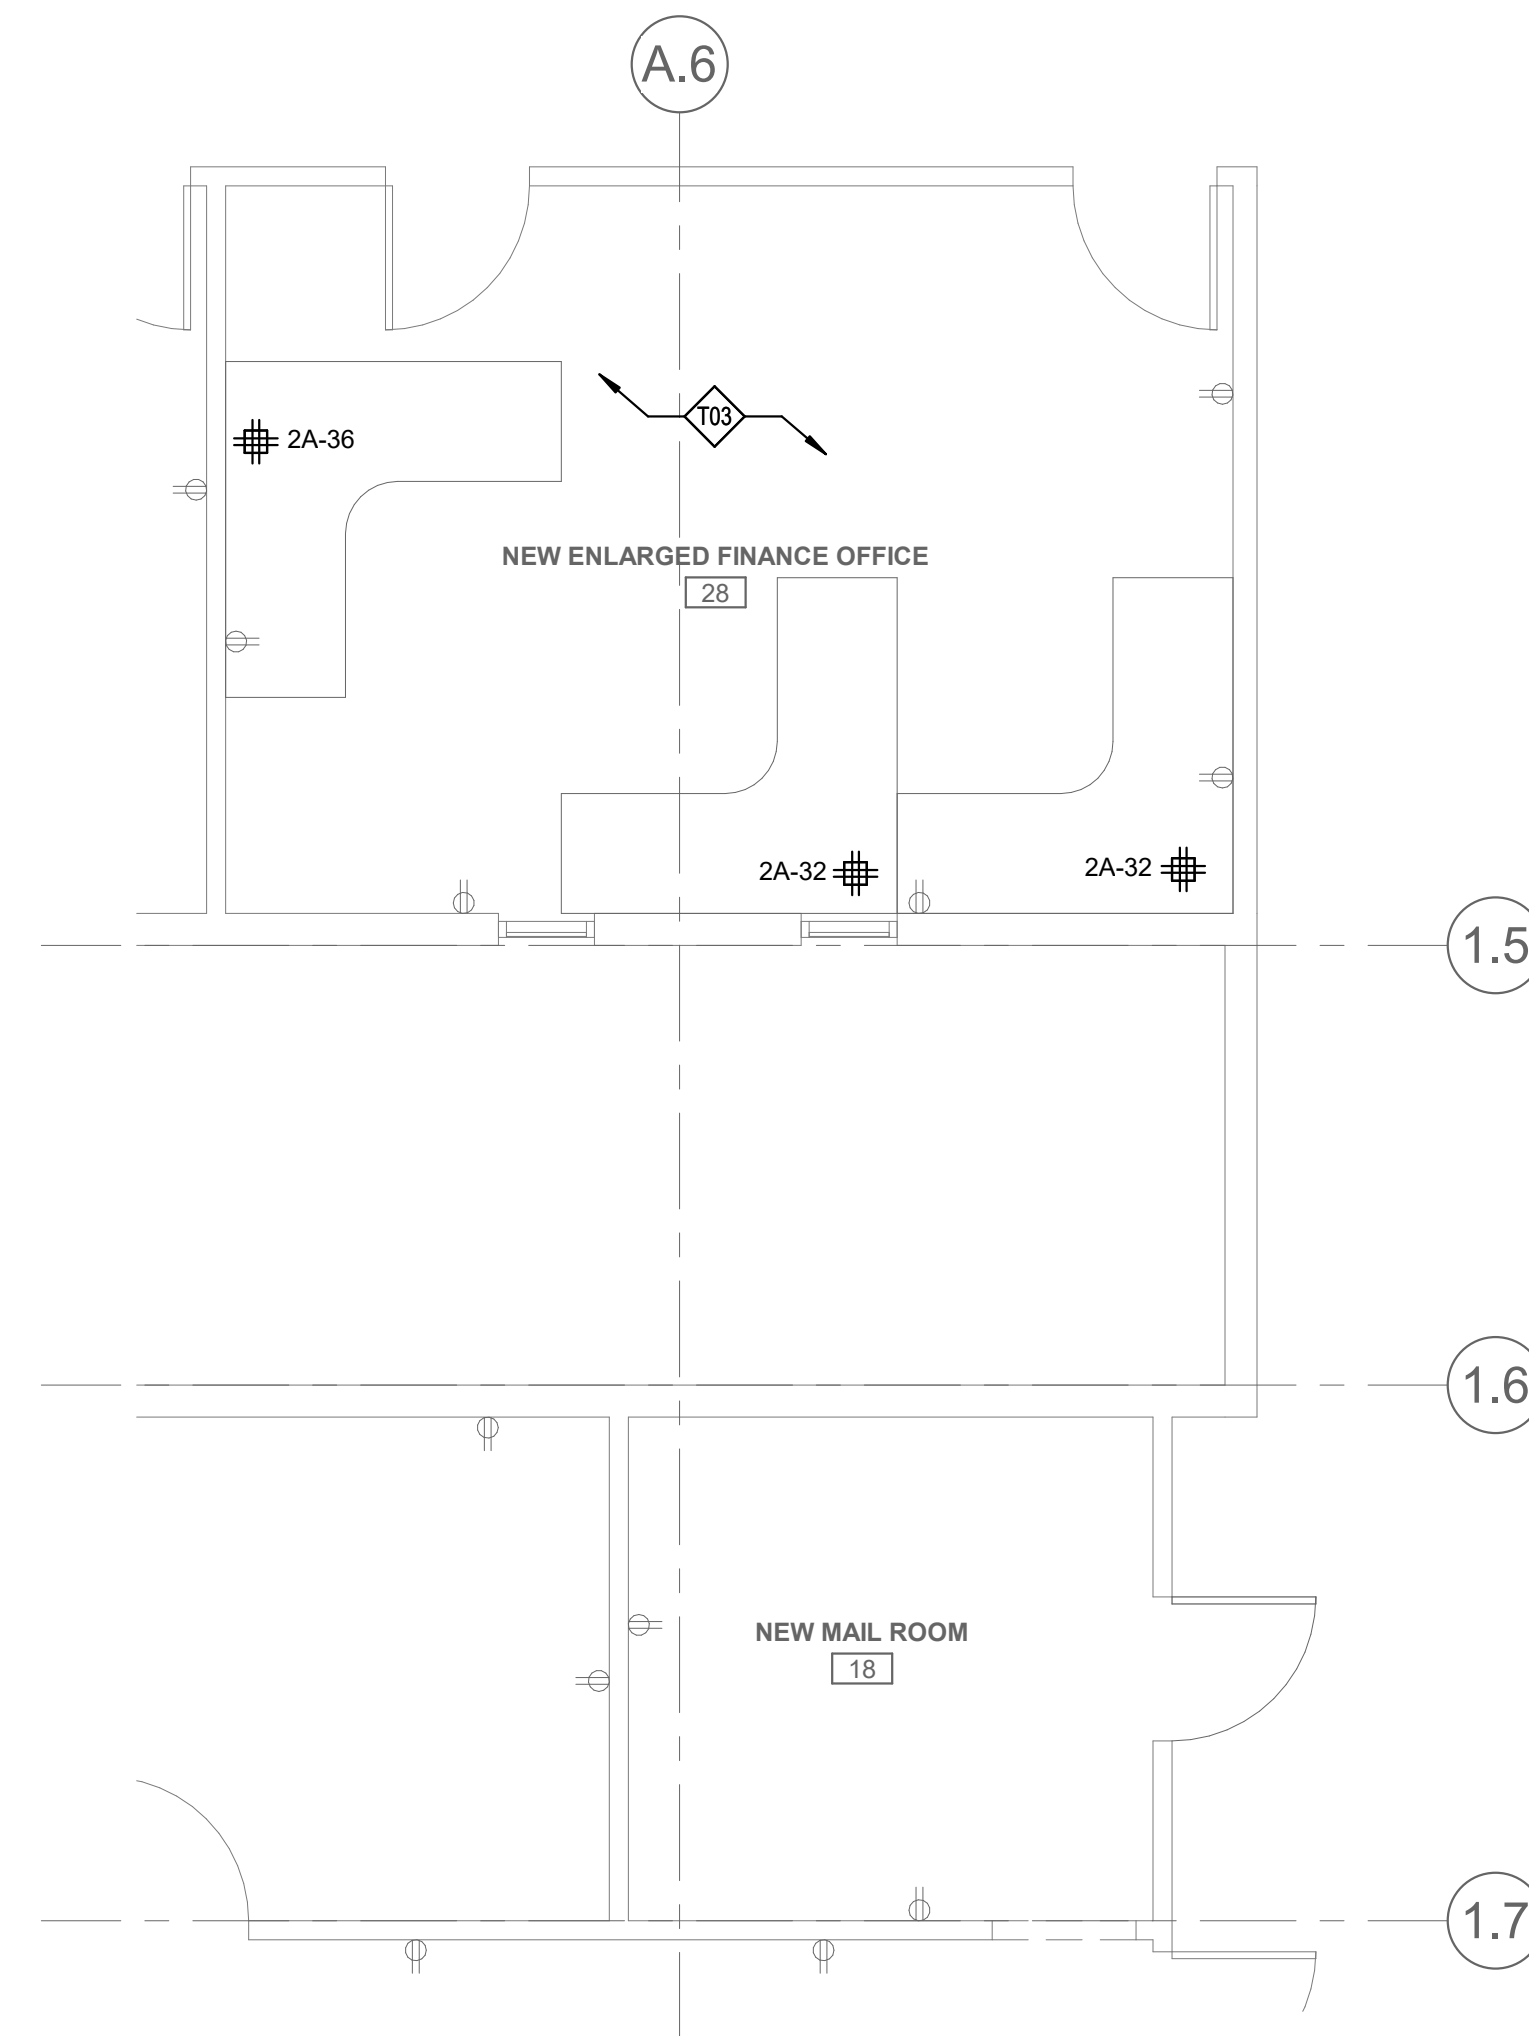 A.6
T03
2A-36
NEW ENLARGED FINANCE OFFICE
28
2A-32
2A-32
1.5
1.6
NEW MAIL ROOM
18
1.7